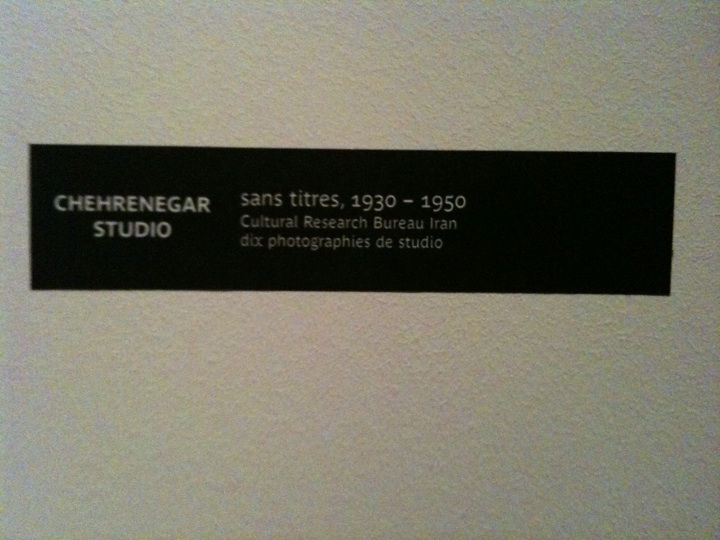 CHEHRENEGAR
STUDIO
sans titres, 1930 – 1950
Cultural Research Bureau Iran
dix photographies de studio